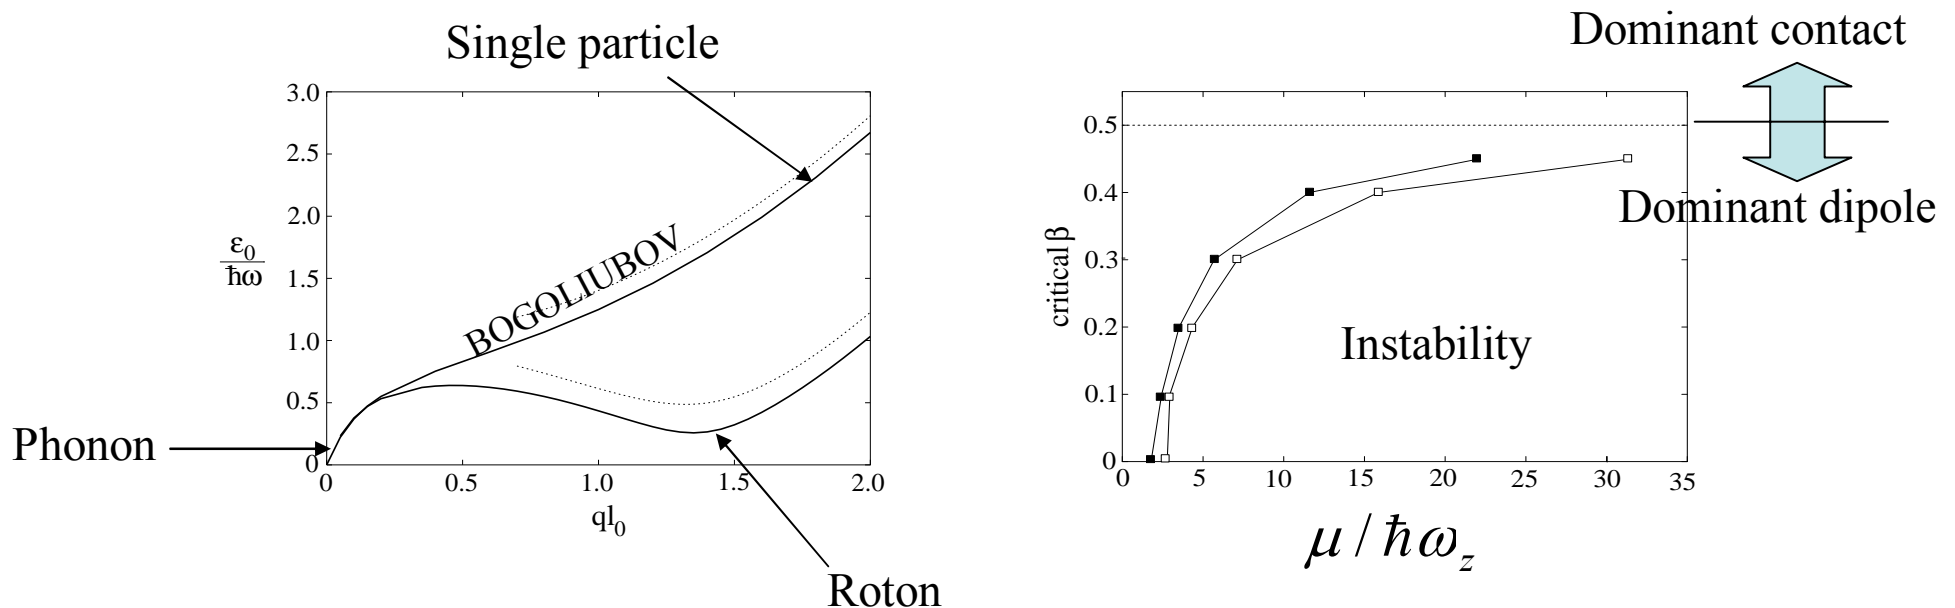 Single particle
3.0
2.5
2.0
1.5
1.0
0.5
0
ε0
ħω
BOGOLIUBOV
Phonon
0 0.5 1.0 1.5 2.0
ql0
Roton
Dominant contact
Dominant dipole
0.5
0.4
0.3
0.2
0.1
0
critical β
Instability
0 5 10 15 20 25 30 35
μ / ħωz